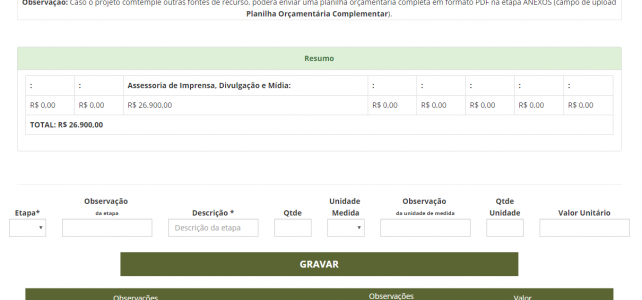 Observação: Caso o projeto comtemple outras fontes de recurso, poderá enviar uma planilha orçamentária completa em formato PDF na etapa ANEXOS (campo de upload
Planilha Orçamentária Complementar).
Resumo
: : Assessoria de Imprensa, Divulgação e Mídia: : : : : :
R$ 0,00 R$ 0,00 R$ 26.900,00 R$ 0,00 R$ 0,00 R$ 0,00 R$ 0,00 R$ 0,00
TOTAL: R$ 26.900,00
Observação Unidade Observação Qtde
Etapa* da etapa Descrição * Qtde Medida da unidade de medida Unidade Valor Unitário
Descrição da etapa
GRAVAR
Observações Observações Valor